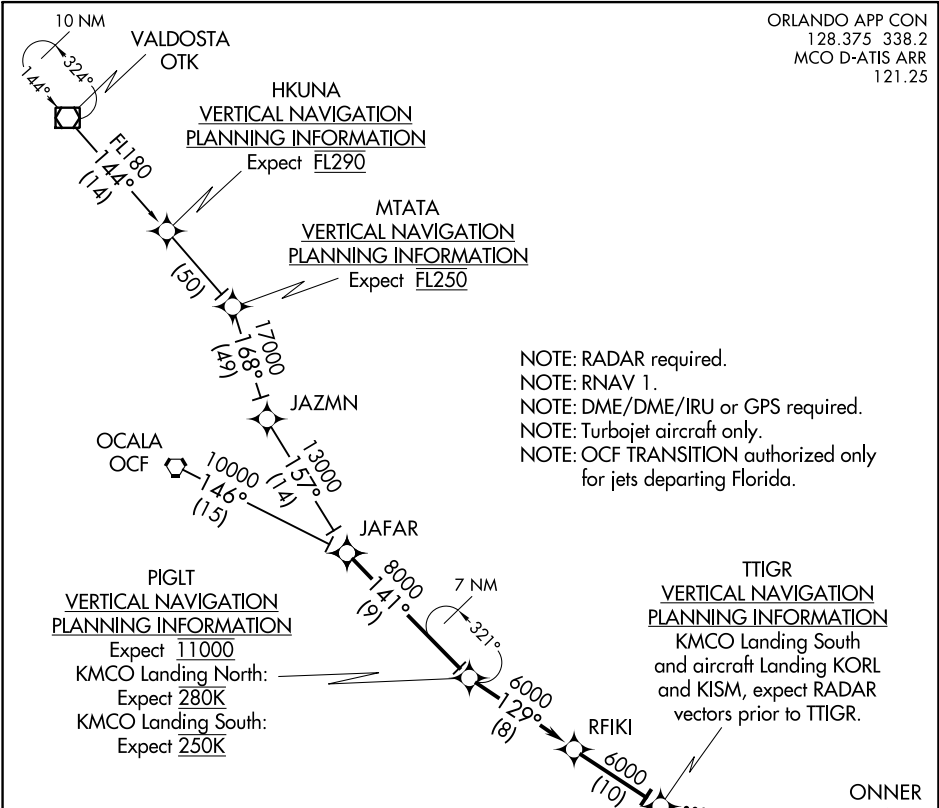 10 NM
VALDOSTA
OTK
324°
144°
ORLANDO APP CON
128.375 338.2
MCO D-ATIS ARR
121.25
HKUNA
VERTICAL NAVIGATION
PLANNING INFORMATION
Expect FL290
FL180
144°
(14)
MTATA
VERTICAL NAVIGATION
PLANNING INFORMATION
Expect FL250
(50)
17000
168°
(49)
JAZMN
NOTE: RADAR required.
NOTE: RNAV 1.
NOTE: DME/DME/IRU or GPS required.
NOTE: Turbojet aircraft only.
NOTE: OCF TRANSITION authorized only
for jets departing Florida.
OCALA
OCF
10000
146°
(15)
13000
157°
(14)
JAFAR
8000
141°
(9)
7 NM
321°
PIGLT
VERTICAL NAVIGATION
PLANNING INFORMATION
Expect 11000
KMCO Landing North:
Expect 280K
KMCO Landing South:
Expect 250K
TTIGR
VERTICAL NAVIGATION
PLANNING INFORMATION
KMCO Landing South
and aircraft Landing KORL
and KISM, expect RADAR
vectors prior to TTIGR.
6000
129°
(8)
RFIKI
6000
(10)
ONNER